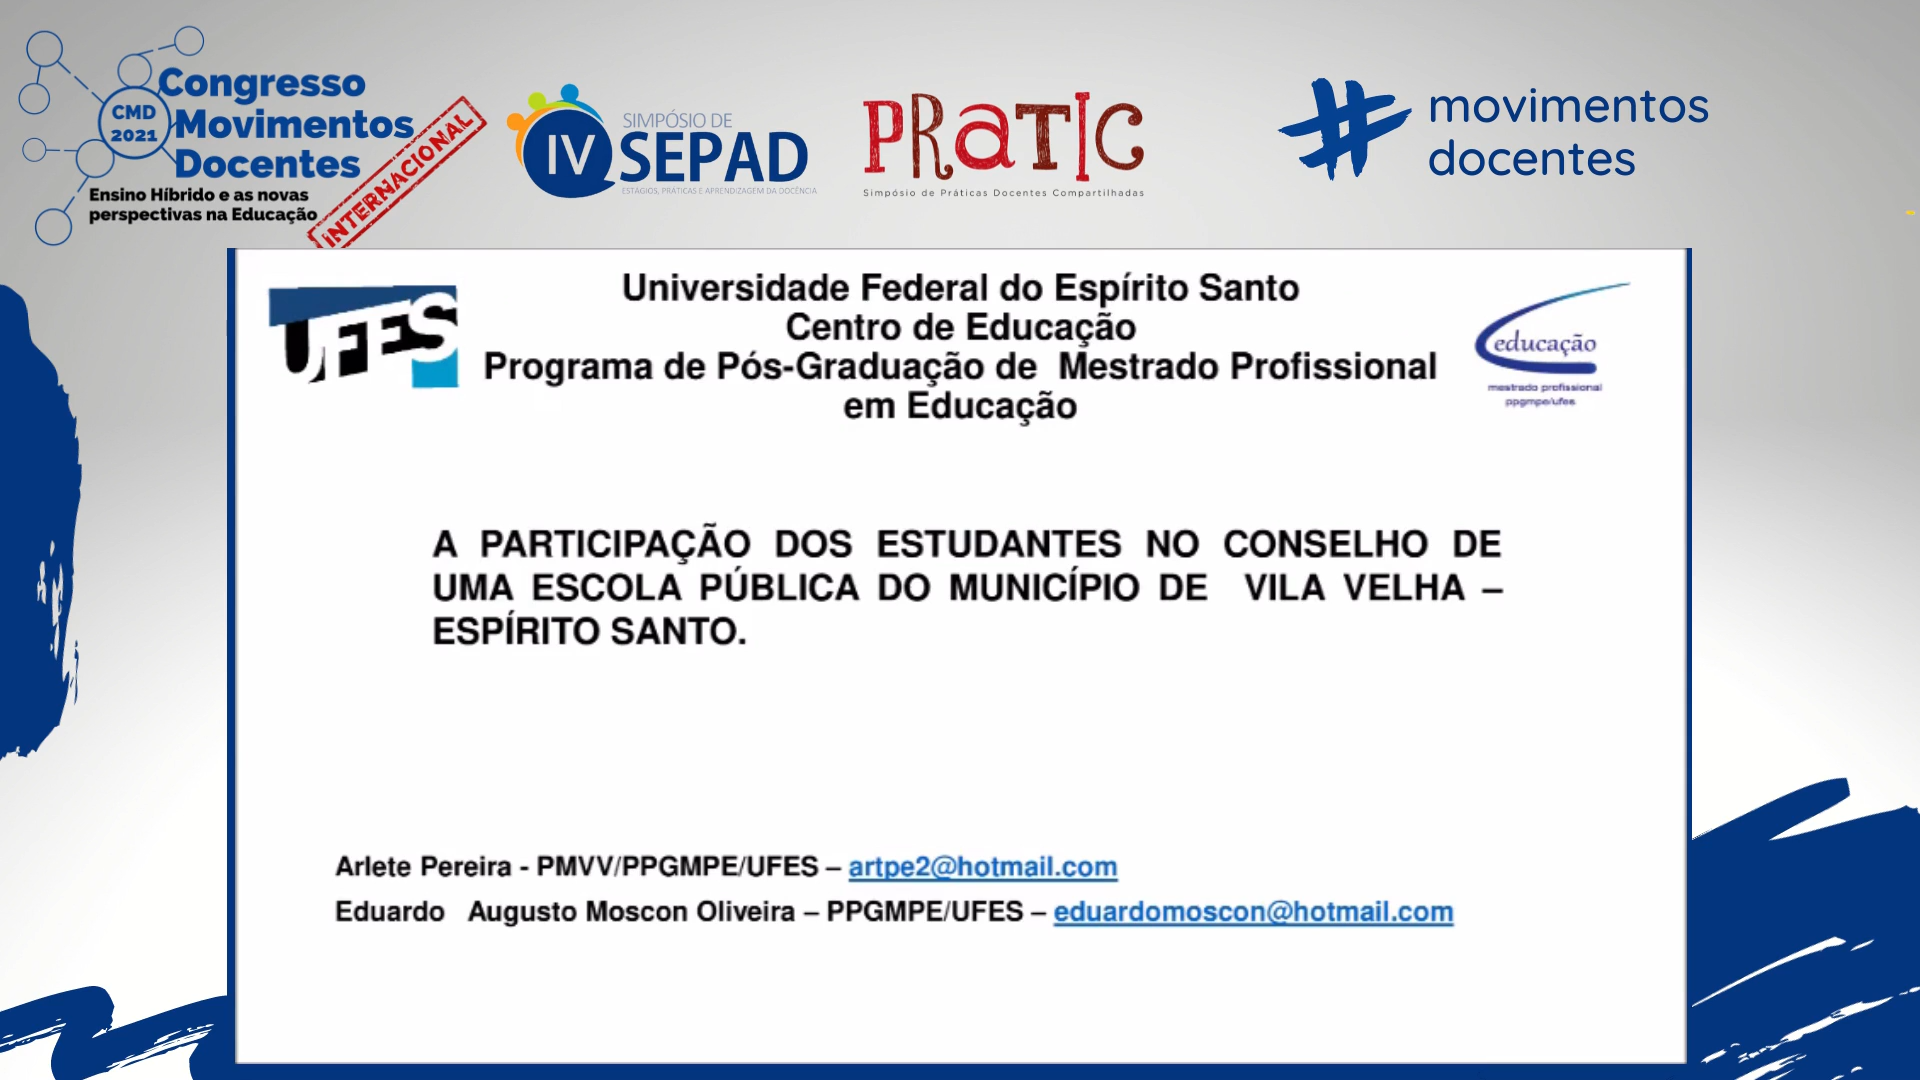 Congresso
CMD
2021
Movimentos
Docentes
Ensino Híbrido e as novas
perspectivas na Educação
INTERNACIONAL
IV
SIMPÓSIO DE
SEPAD
ESTÁGIOS, PRÁTICAS E APRENDIZAGEM DA DOCÊNCIA
PRATIC
Simpósio de Práticas Docentes Compartilhadas
# movimentos
docentes
UFES
Universidade Federal do Espírito Santo
Centro de Educação
Programa de Pós-Graduação de Mestrado Profissional
em Educação
educação
mestrado profissional
ppgmpe/ufes
A PARTICIPAÇÃO DOS ESTUDANTES NO CONSELHO DE
UMA ESCOLA PÚBLICA DO MUNICÍPIO DE VILA VELHA –
ESPÍRITO SANTO.
Arlete Pereira - PMVV/PPGMPE/UFES – artpe2@hotmail.com
Eduardo Augusto Moscon Oliveira – PPGMPE/UFES – eduardomoscon@hotmail.com